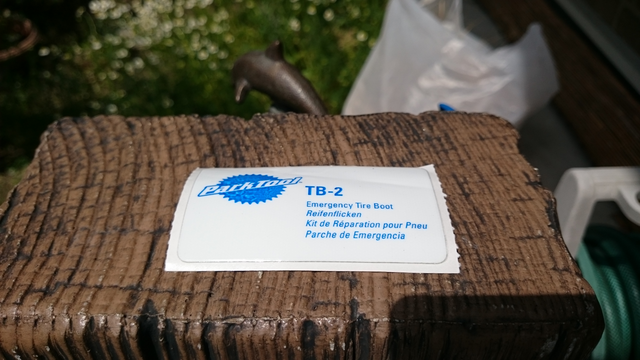 ParkTool
TB-2
Emergency Tire Boot
Reifenflicken
Kit de Réparation pour Pneu
Parche de Emergencia